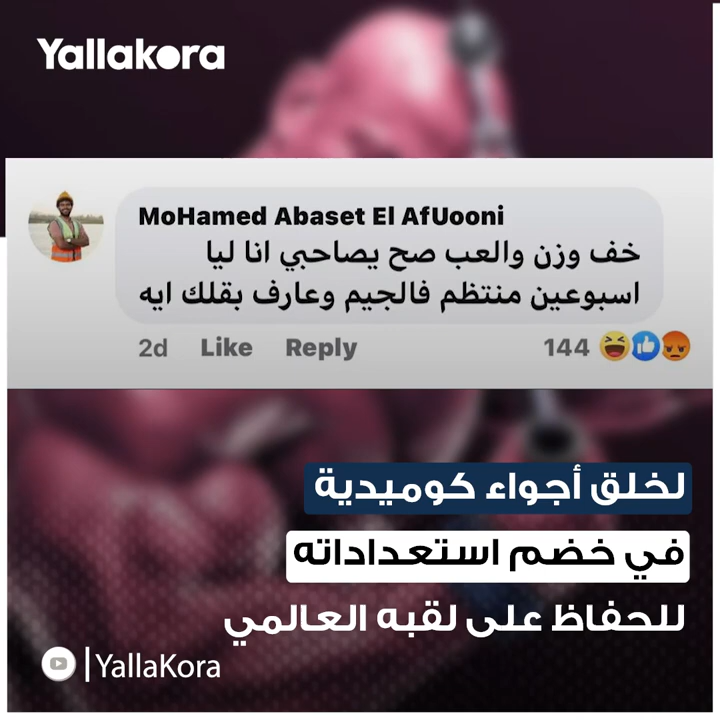 Yallakora
MoHamed Abaset El AfUooni
خف وزن والعب صح يصاحبي انا ليا
اسبوعين منتظم فالجيم وعارف بقلك ايه
2d Like Reply 144
لخلق أجواء كوميدية
في خضم استعداداته
للحفاظ على لقبه العالمي
YallaKora